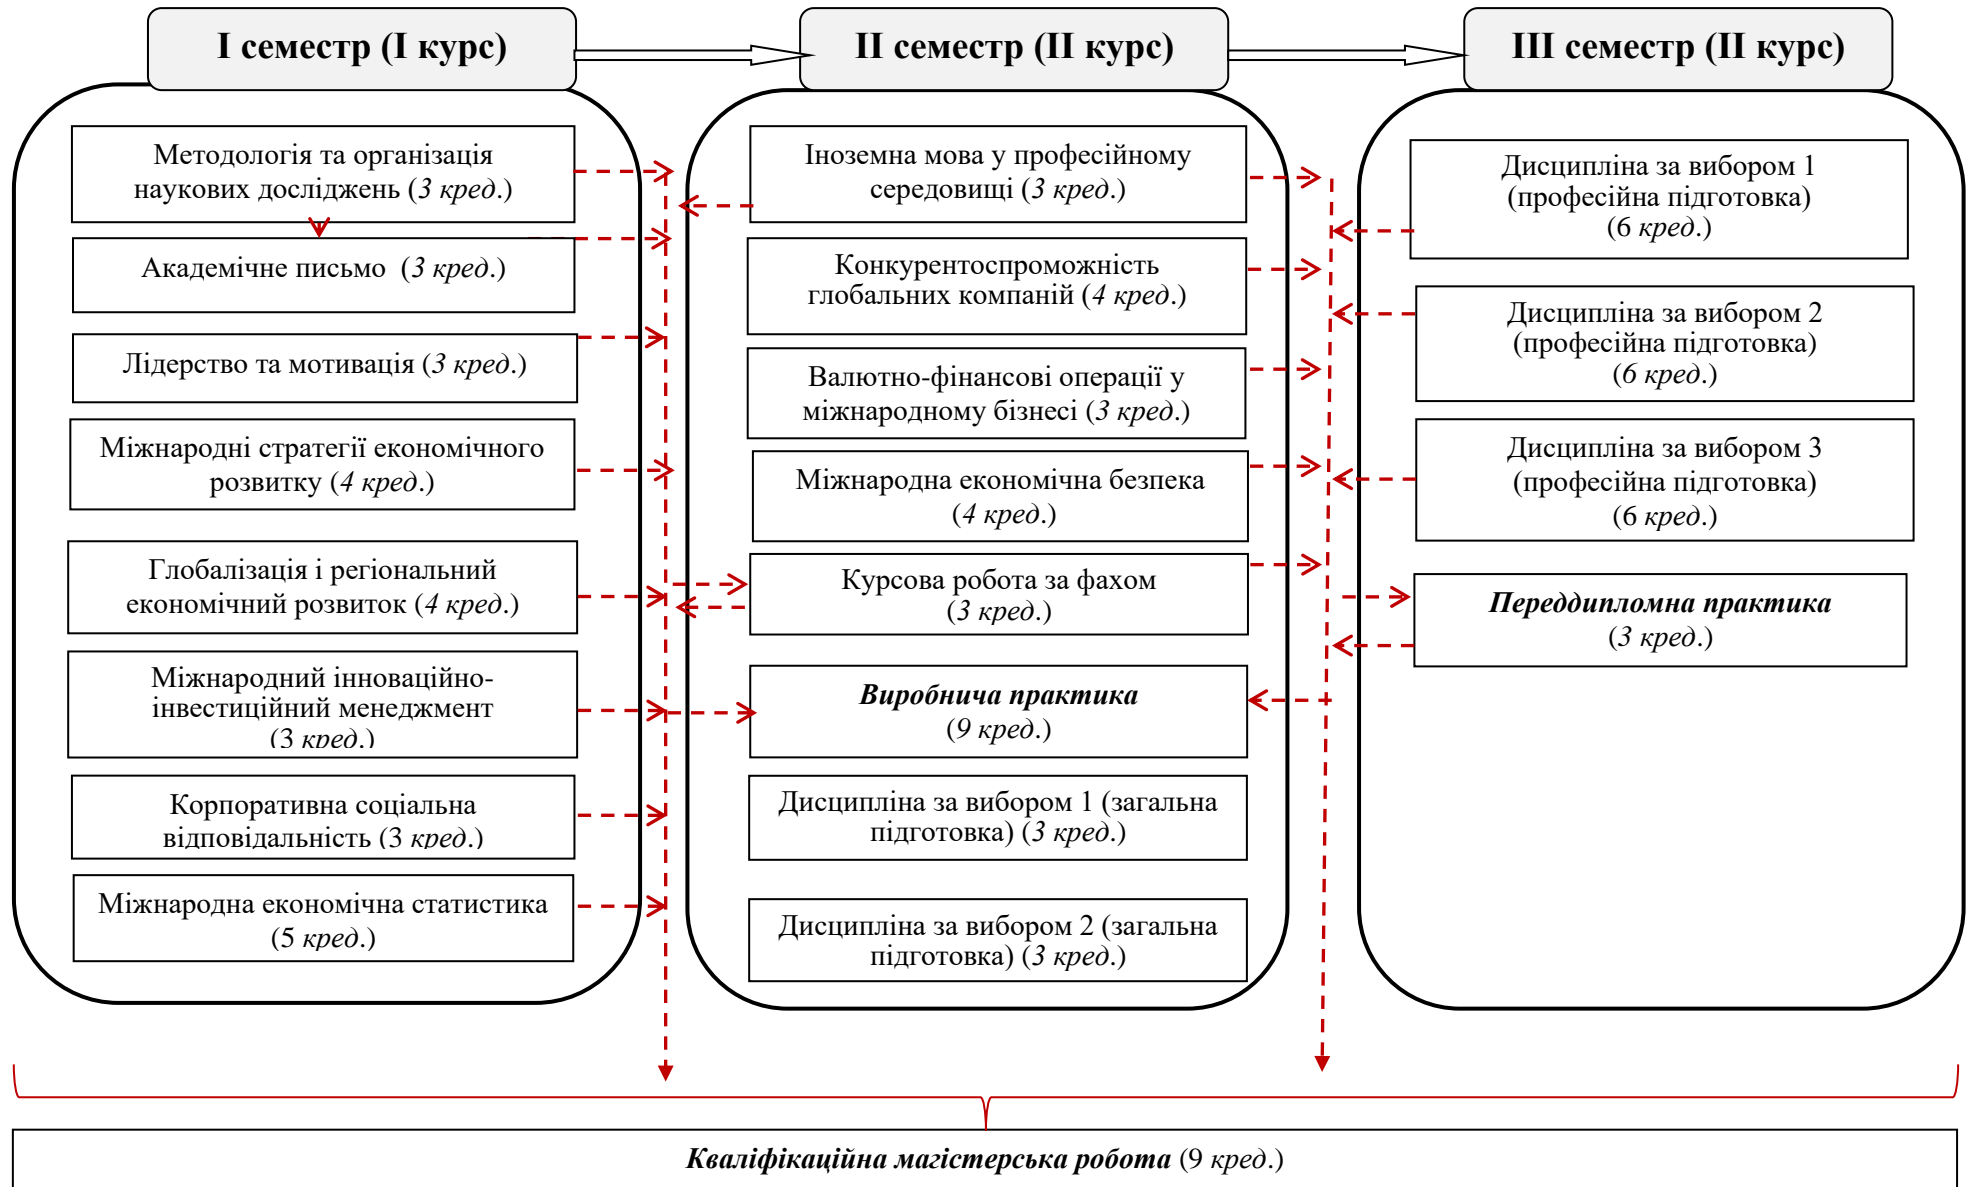 I семестр (I курс)
II семестр (II курс)
III семестр (II курс)
Методологія та організація
наукових досліджень (3 кред.)
Академічне письмо (3 кред.)
Лідерство та мотивація (3 кред.)
Міжнародні стратегії економічного
розвитку (4 кред.)
Глобалізація і регіональний
економічний розвиток (4 кред.)
Міжнародний інноваційно-
інвестиційний менеджмент
(3 кред.)
Корпоративна соціальна
відповідальність (3 кред.)
Міжнародна економічна статистика
(5 кред.)
Іноземна мова у професійному
середовищі (3 кред.)
Конкурентоспроможність
глобальних компаній (4 кред.)
Валютно-фінансові операції у
міжнародному бізнесі (3 кред.)
Міжнародна економічна безпека
(4 кред.)
Курсова робота за фахом
(3 кред.)
Виробнича практика
(9 кред.)
Дисципліна за вибором 1 (загальна
підготовка) (3 кред.)
Дисципліна за вибором 2 (загальна
підготовка) (3 кред.)
Дисципліна за вибором 1
(професійна підготовка)
(6 кред.)
Дисципліна за вибором 2
(професійна підготовка)
(6 кред.)
Дисципліна за вибором 3
(професійна підготовка)
(6 кред.)
Переддипломна практика
(3 кред.)
Кваліфікаційна магістерська робота (9 кред.)